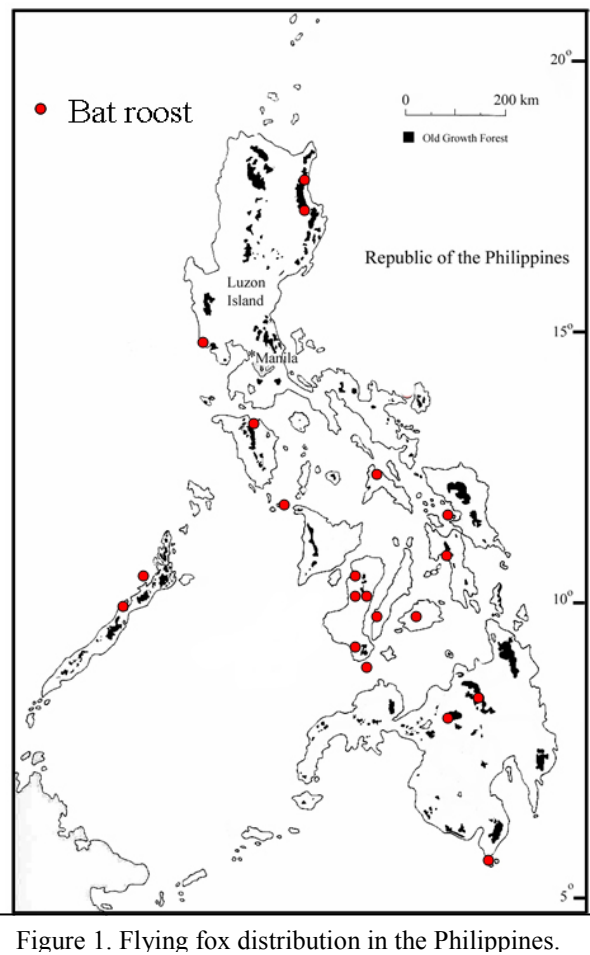 20°
Bat roost
0 200 km
Old Growth Forest
Republic of the Philippines
Luzon
Island
15°
*Manila
10°
5°
Figure 1. Flying fox distribution in the Philippines.